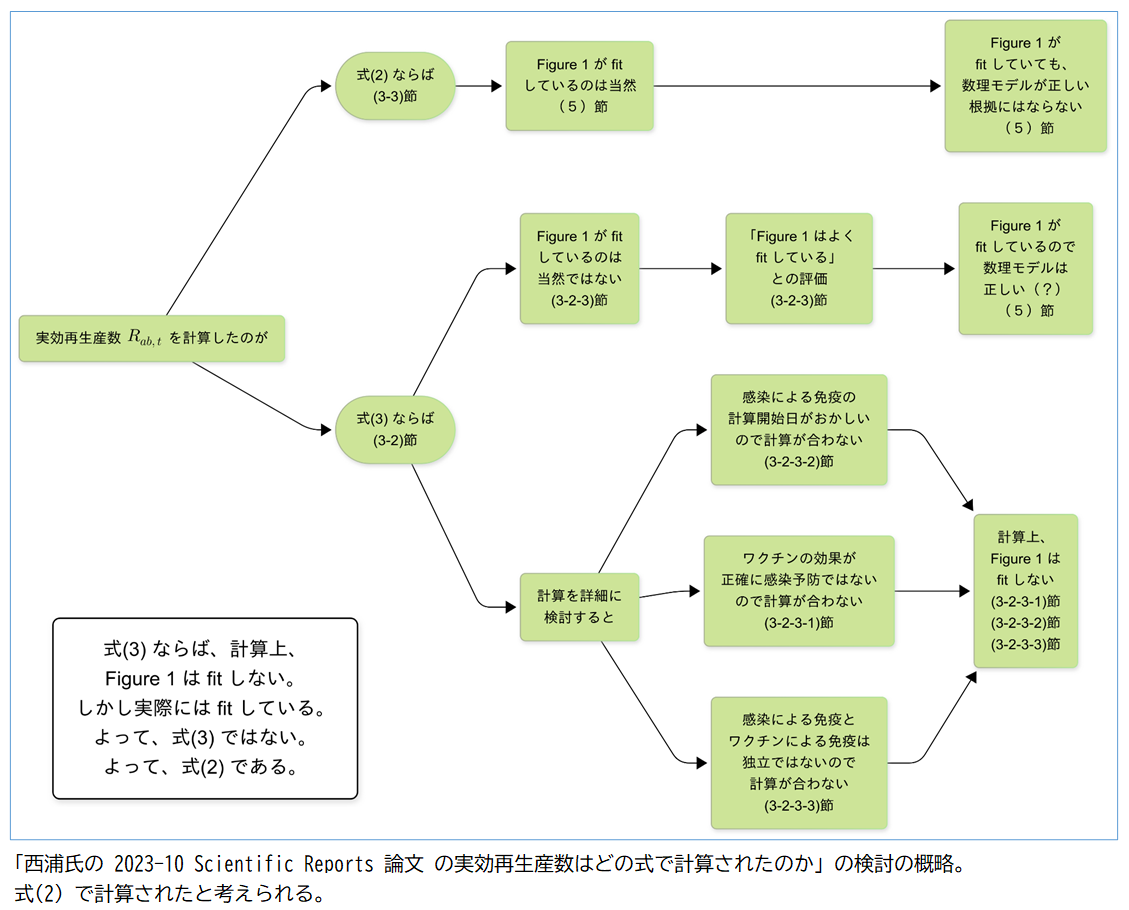 式(2) ならば
(3-3)節
Figure 1 が fit
しているのは当然
（５）節
Figure 1 が
fit していても、
数理モデルが正しい
根拠にはならない
（５）節
実効再生産数 R_{ab,t} を計算したのが
式(3) ならば
(3-2)節
Figure 1 が fit
しているのは
当然ではない
(3-2-3)節
「Figure 1 はよく
fit している」
との評価
(3-2-3)節
Figure 1 が
fit しているので
数理モデルは
正しい（？）
（５）節
計算を詳細に
検討すると
感染による免疫の
計算開始日がおかしい
ので計算が合わない
(3-2-3-2)節
ワクチンの効果が
正確に感染予防ではない
ので計算が合わない
(3-2-3-1)節
感染による免疫と
ワクチンによる免疫は
独立ではないので
計算が合わない
(3-2-3-3)節
計算上、
Figure 1 は
fit しない
(3-2-3-1)節
(3-2-3-2)節
(3-2-3-3)節
式(3) ならば、計算上、
Figure 1 は fit しない。
しかし実際には fit している。
よって、式(3) ではない。
よって、式(2) である。
「西浦氏の 2023-10 Scientific Reports 論文 の実効再生産数はどの式で計算されたのか」の検討の概略。
式(2) で計算されたと考えられる。